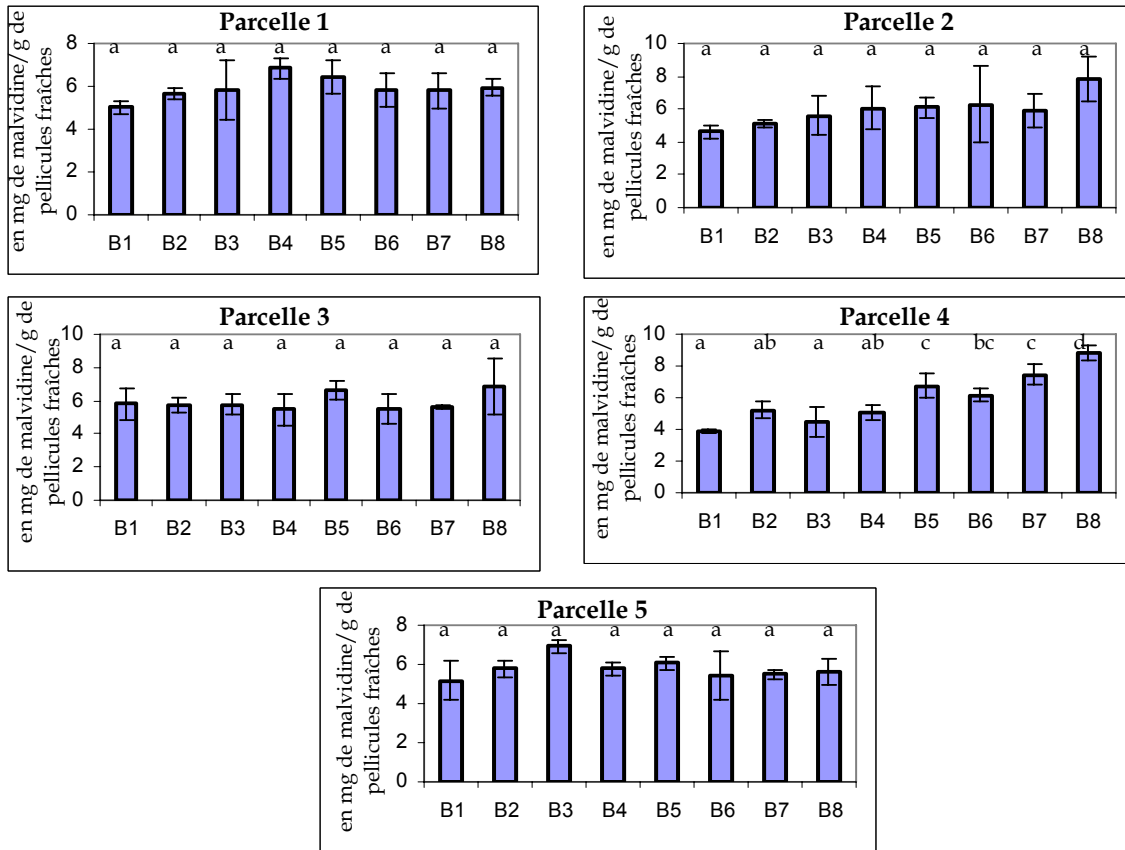 Parcelle 1
en mg de malvidine/g de
pellicules fraîches
8
6
4
2
0
a a a a a a a a
B1 B2 B3 B4 B5 B6 B7 B8
Parcelle 2
en mg de malvidine/g de
pellicules fraîches
10
8
6
4
2
0
a a a a a a a a
B1 B2 B3 B4 B5 B6 B7 B8
Parcelle 3
en mg de malvidine/g de
pellicules fraîches
10
8
6
4
2
0
a a a a a a a a
B1 B2 B3 B4 B5 B6 B7 B8
Parcelle 4
en mg de malvidine/g de
pellicules fraîches
10
8
6
4
2
0
a ab a ab c bc c d
B1 B2 B3 B4 B5 B6 B7 B8
Parcelle 5
en mg de malvidine/g de
pellicules fraîches
8
6
4
2
0
a a a a a a a a
B1 B2 B3 B4 B5 B6 B7 B8